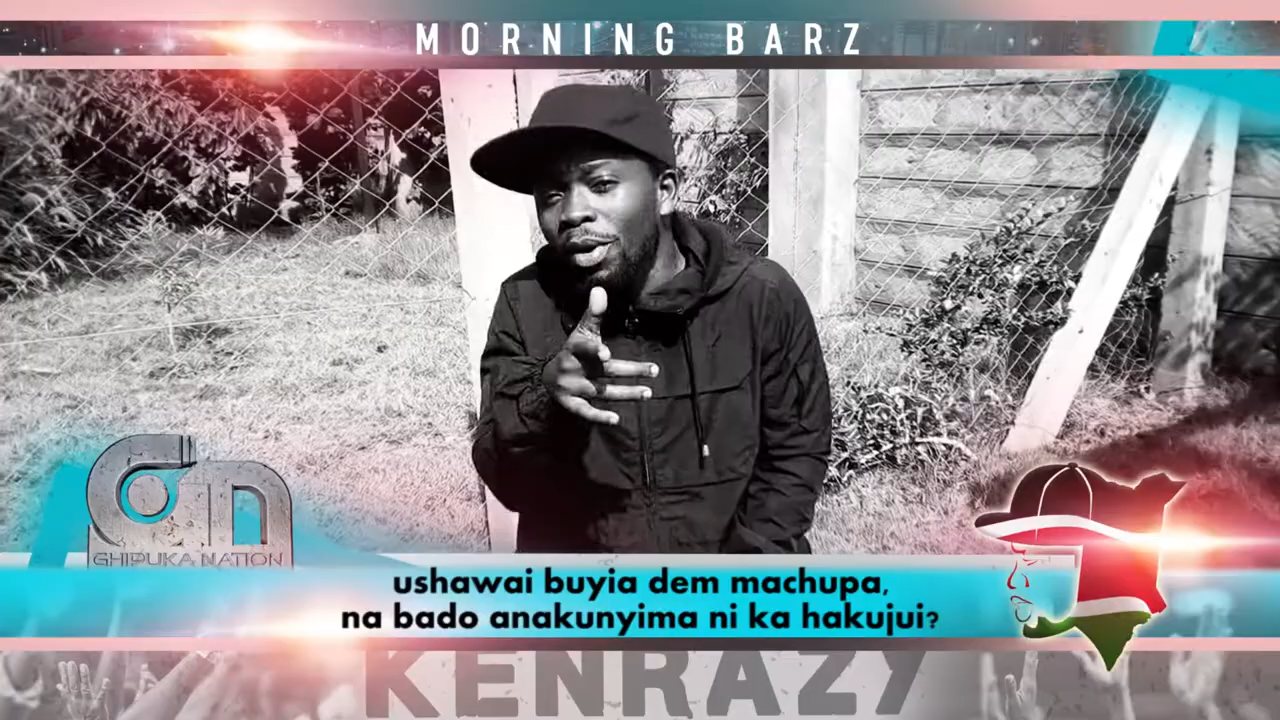 MORNING BARZ
GHIPUKA NATION
ushawai buyia dem machupa,
na bado anakunyima ni ka hakujui?
KENRAZY